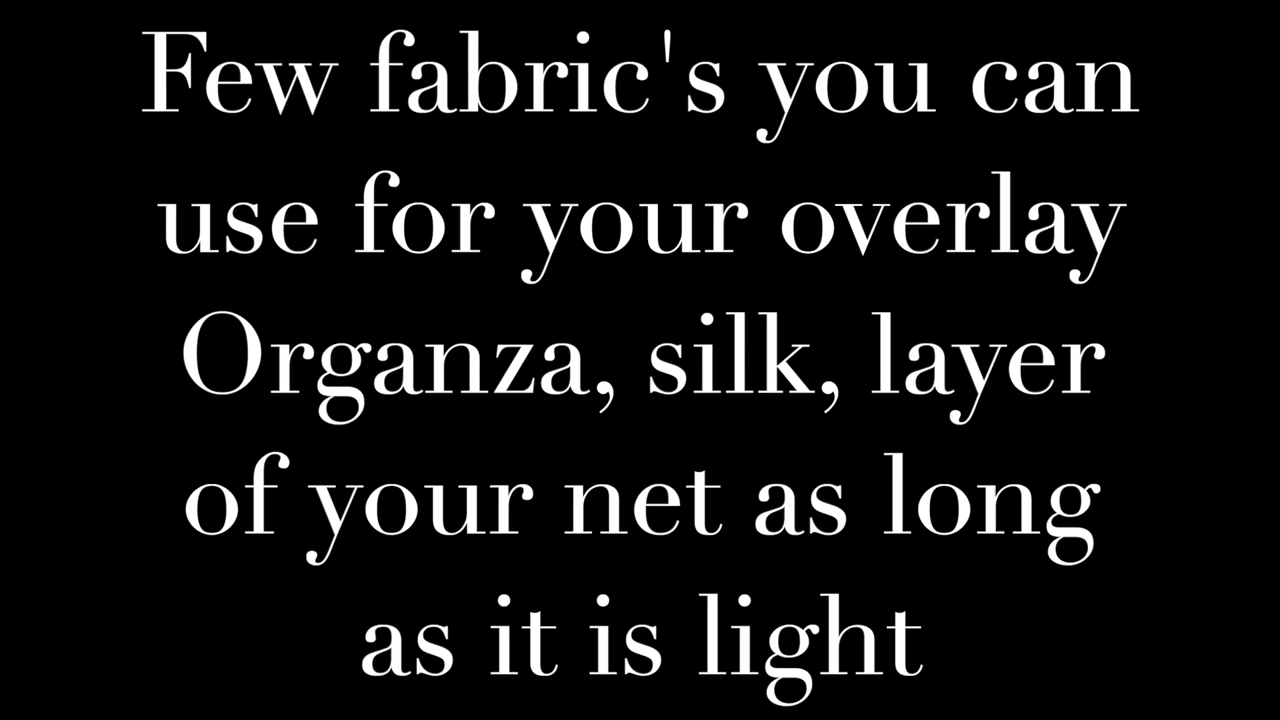 Few fabric's you can
use for your overlay
Organza, silk, layer
of your net as long
as it is light